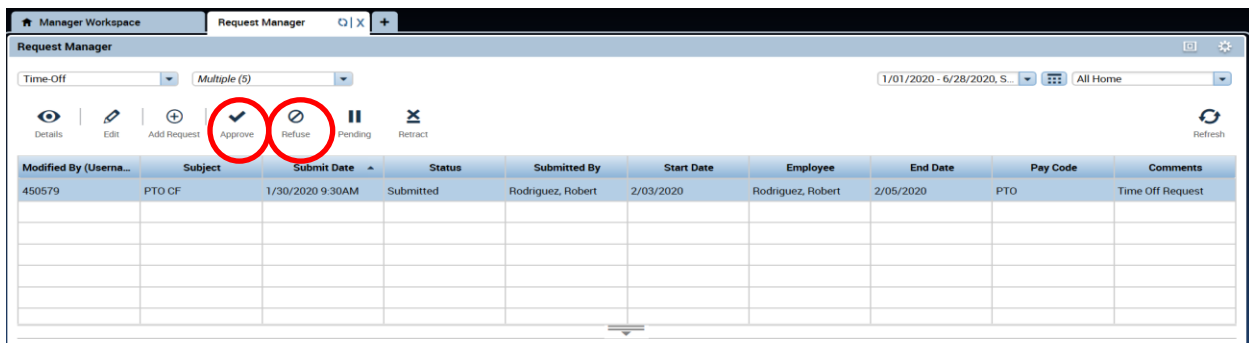 Manager Workspace Request Manager X +
Request Manager
Time-Off Multiple (5) 1/01/2020 - 6/28/2020, S... All Home
Details Edit Add Request Approve Refuse Pending Retract Refresh
Modified By (Userna... Subject Submit Date Status Submitted By Start Date Employee End Date Pay Code Comments
450579 PTO CF 1/30/2020 9:30AM Submitted Rodriguez, Robert 2/03/2020 Rodriguez, Robert 2/05/2020 PTO Time Off Request